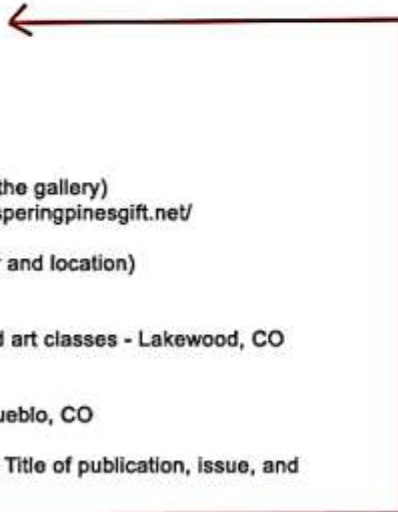 the gallery)
speringpinesgift.net/
and location)
art classes - Lakewood, CO
ueblo, CO
Title of publication, issue, and